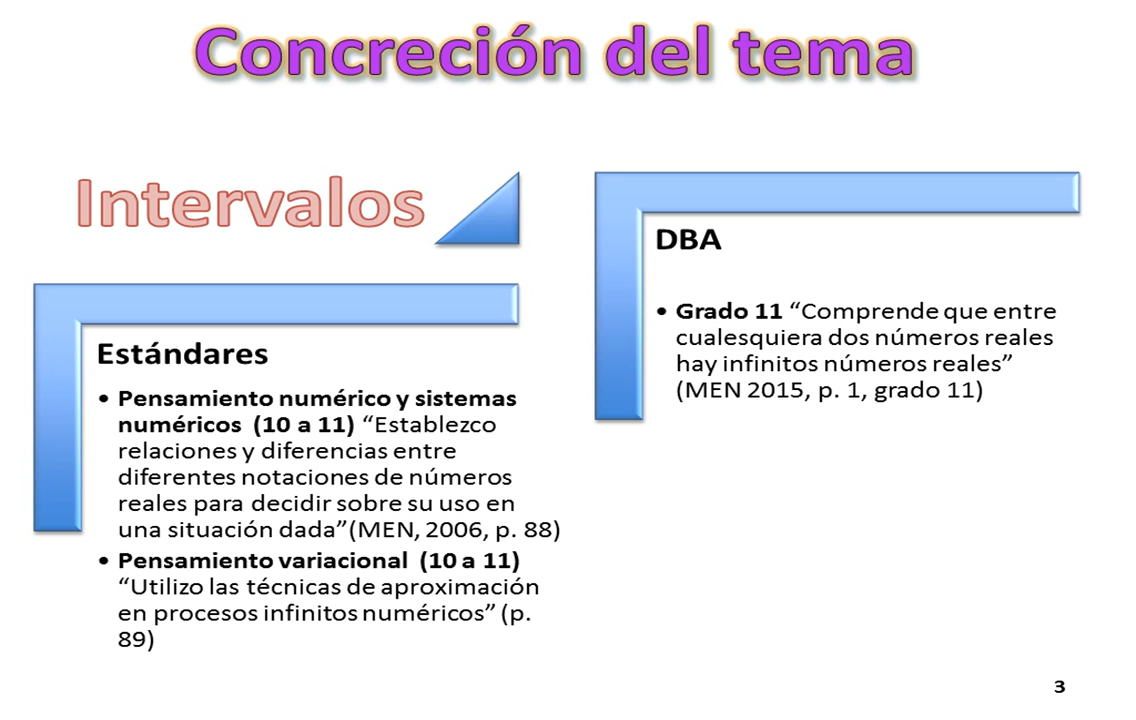 Concreción del tema
Intervalos
Estándares
• Pensamiento numérico y sistemas
numéricos (10 a 11) “Establezco
relaciones y diferencias entre
diferentes notaciones de números
reales para decidir sobre su uso en
una situación dada”(MEN, 2006, p. 88)
• Pensamiento variacional (10 a 11)
“Utilizo las técnicas de aproximación
en procesos infinitos numéricos” (p.
89)
DBA
• Grado 11 “Comprende que entre
cualesquiera dos números reales
hay infinitos números reales”
(MEN 2015, p. 1, grado 11)
3